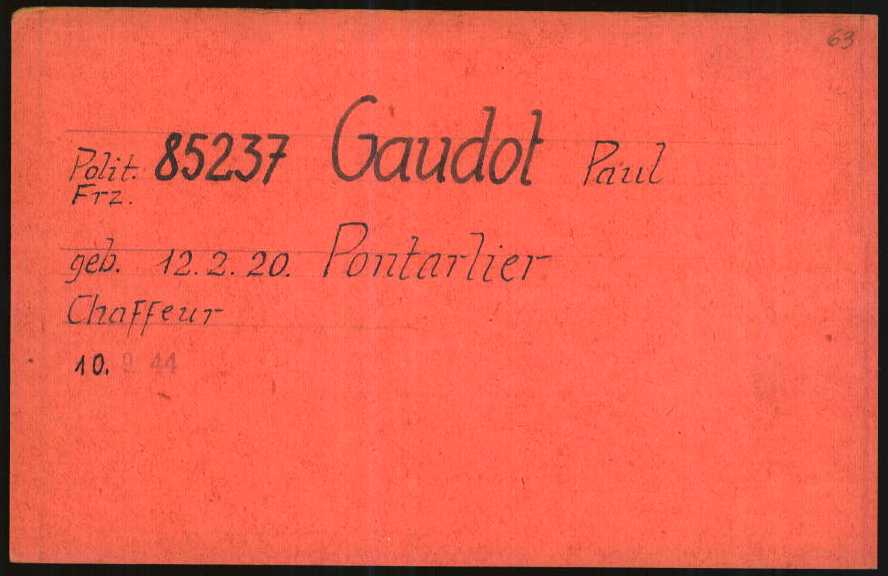 63
Polit. 85237 Gaudot Paul
Frz.
geb. 12.2.20. Pontarlier
Chaffeur
10. 9 44